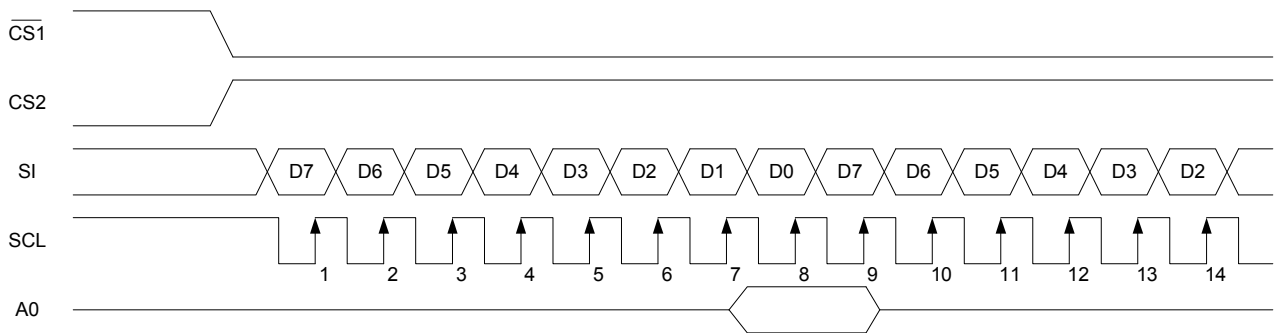 CS1
CS2
SI D7 D6 D5 D4 D3 D2 D1 D0 D7 D6 D5 D4 D3 D2
SCL
1 2 3 4 5 6 7 8 9 10 11 12 13 14
A0